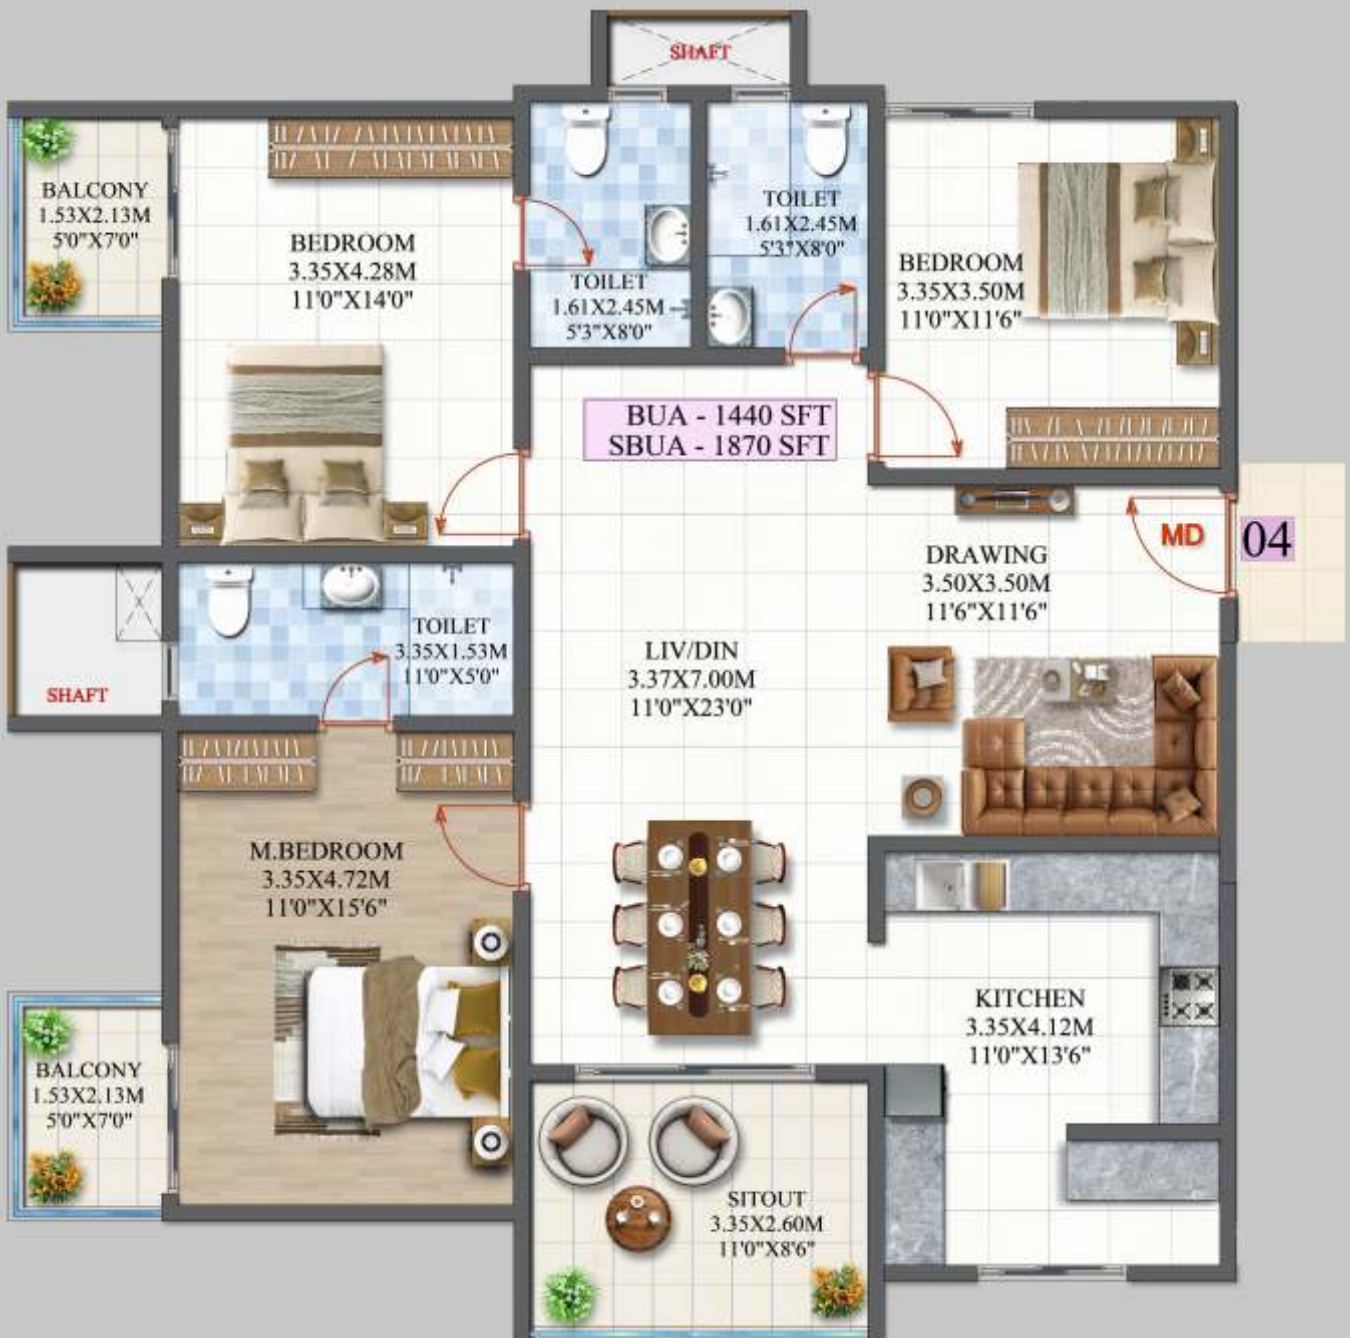 SHAFT
BALCONY
1.53X2.13M
5'0"X7'0"
BEDROOM
3.35X4.28M
11'0"X14'0"
TOILET
1.61X2.45M
5'3"X8'0"
TOILET
1.61X2.45M
5'3"X8'0"
BEDROOM
3.35X3.50M
11'0"X11'6"
BUA - 1440 SFT
SBUA - 1870 SFT
DRAWING
3.50X3.50M
11'6"X11'6"
MD
04
SHAFT
TOILET
3.35X1.53M
11'0"X5'0"
LIV/DIN
3.37X7.00M
11'0"X23'0"
M.BEDROOM
3.35X4.72M
11'0"X15'6"
KITCHEN
3.35X4.12M
11'0"X13'6"
BALCONY
1.53X2.13M
5'0"X7'0"
SITOUT
3.35X2.60M
11'0"X8'6"